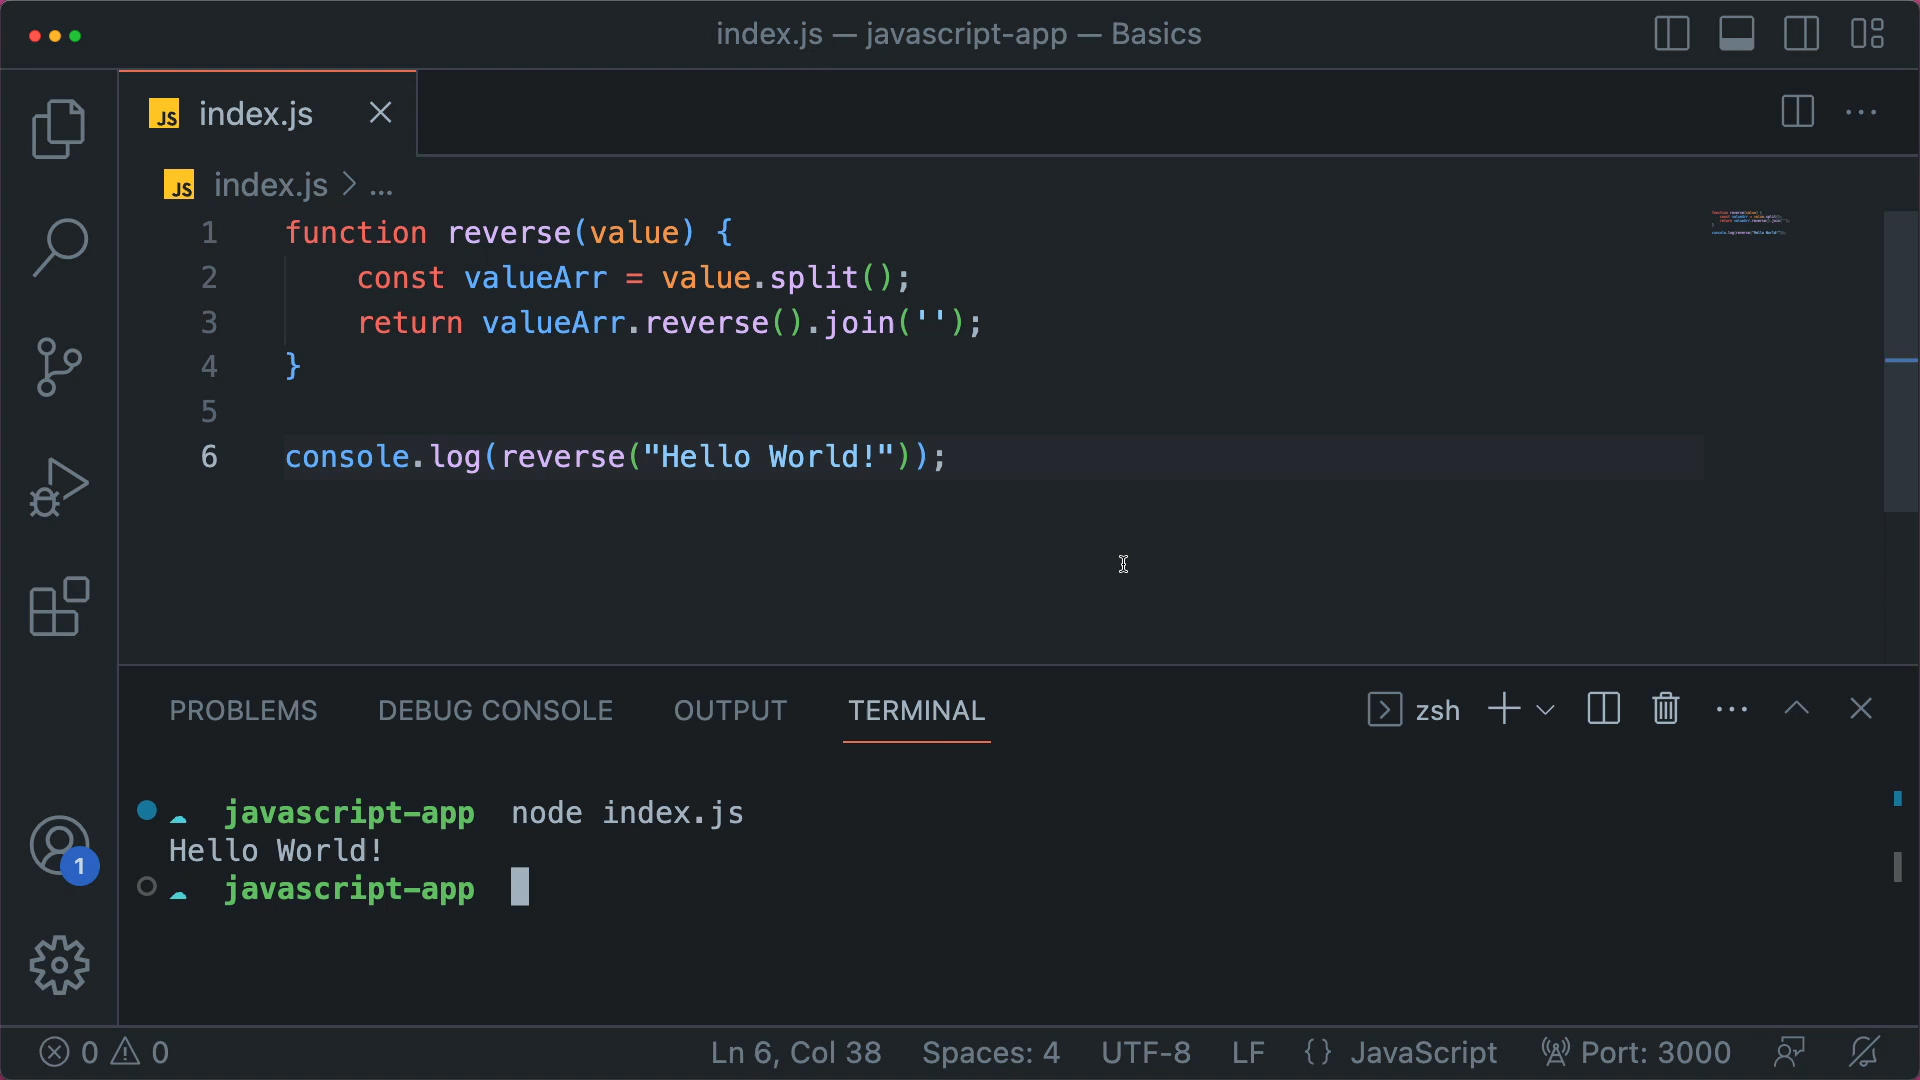 index.js — javascript-app — Basics
JS index.js
JS index.js > ...
1 function reverse(value) {
2 const valueArr = value.split();
3 return valueArr.reverse().join('');
4 }
5
6 console.log(reverse("Hello World!"));
PROBLEMS DEBUG CONSOLE OUTPUT TERMINAL zsh
javascript-app node index.js
Hello World!
javascript-app
1
0 0 Ln 6, Col 38 Spaces: 4 UTF-8 LF {} JavaScript Port: 3000